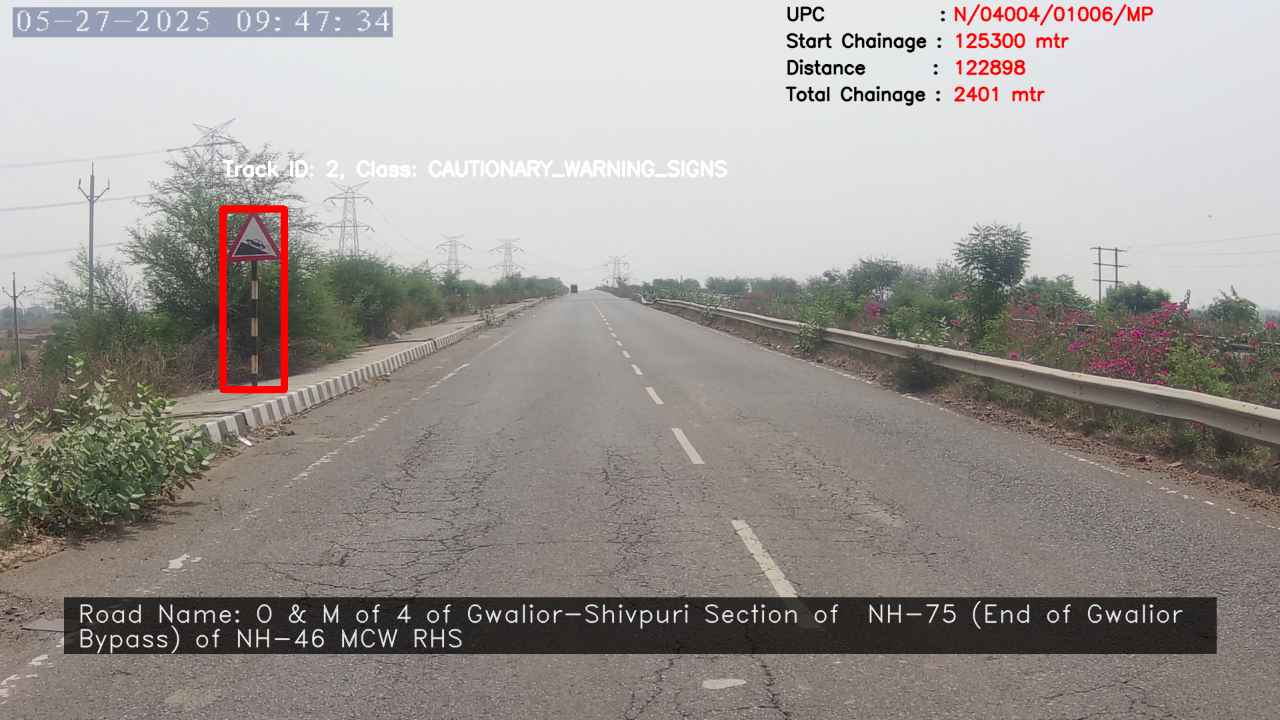 05-27-2025 09:47:34
UPC : N/04004/01006/MP
Start Chainage : 125300 mtr
Distance : 122898
Total Chainage : 2401 mtr
Track ID: 2, Class: CAUTIONARY_WARNING_SIGNS
Road Name: O & M of 4 of Gwalior-Shivpuri Section of NH-75 (End of Gwalior
Bypass) of NH-46 MCW RHS